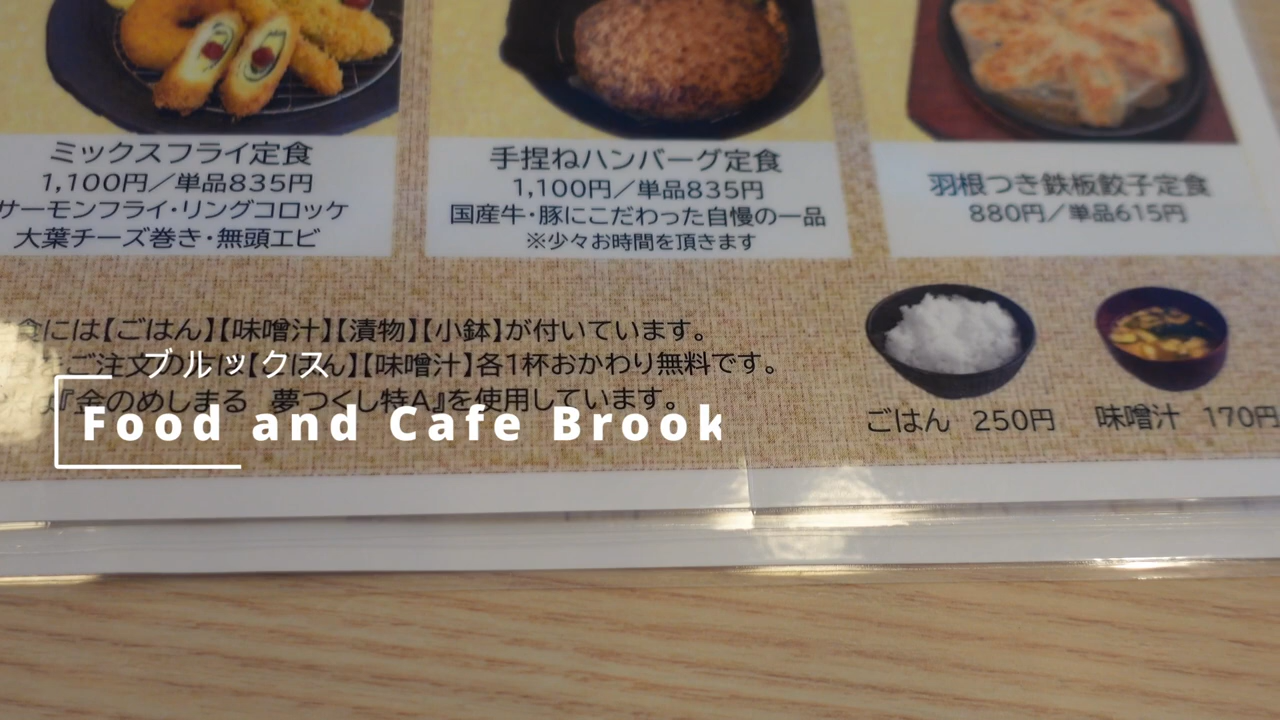 ミックスフライ定食
1,100円／単品835円
サーモンフライ・リングコロッケ
大葉チーズ巻き・無頭エビ
手捏ねハンバーグ定食
1,100円／単品835円
国産牛・豚にこだわった自慢の一品
※少々お時間を頂きます
羽根つき鉄板餃子定食
880円／単品615円
食には【ごはん】【味噌汁】【漬物】【小鉢】が付いています。
ご注文の【ごはん】【味噌汁】各1杯おかわり無料です。
『金のめしまる 夢つくし特A』を使用しています。
ブルックス
Food and Cafe Brook
ごはん 250円
味噌汁 170円